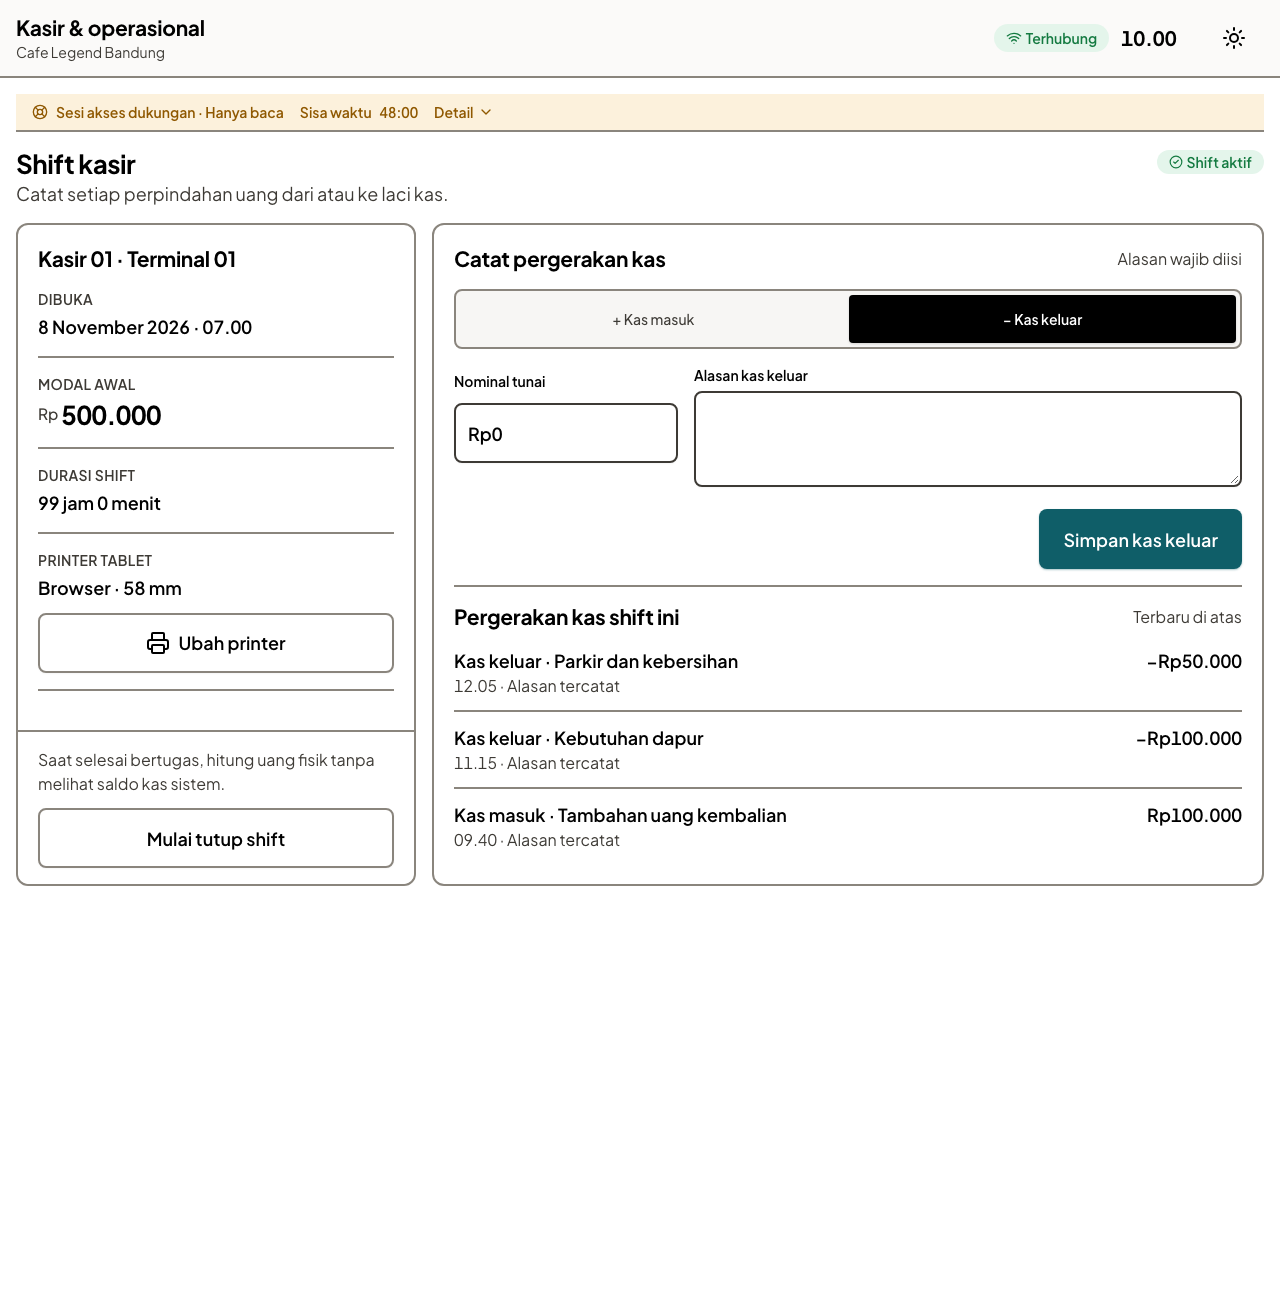 Kasir & operasional
Cafe Legend Bandung
Terhubung
10.00
Sesi akses dukungan · Hanya baca
Sisa waktu 48:00
Detail
Shift kasir
Catat setiap perpindahan uang dari atau ke laci kas.
Shift aktif
Kasir 01 · Terminal 01
DIBUKA
8 November 2026 · 07.00
MODAL AWAL
Rp 500.000
DURASI SHIFT
99 jam 0 menit
PRINTER TABLET
Browser · 58 mm
Ubah printer
Saat selesai bertugas, hitung uang fisik tanpa
melihat saldo kas sistem.
Mulai tutup shift
Catat pergerakan kas
Alasan wajib diisi
+ Kas masuk
− Kas keluar
Nominal tunai
Rp0
Alasan kas keluar
Simpan kas keluar
Pergerakan kas shift ini
Terbaru di atas
Kas keluar · Parkir dan kebersihan
−Rp50.000
12.05 · Alasan tercatat
Kas keluar · Kebutuhan dapur
−Rp100.000
11.15 · Alasan tercatat
Kas masuk · Tambahan uang kembalian
Rp100.000
09.40 · Alasan tercatat